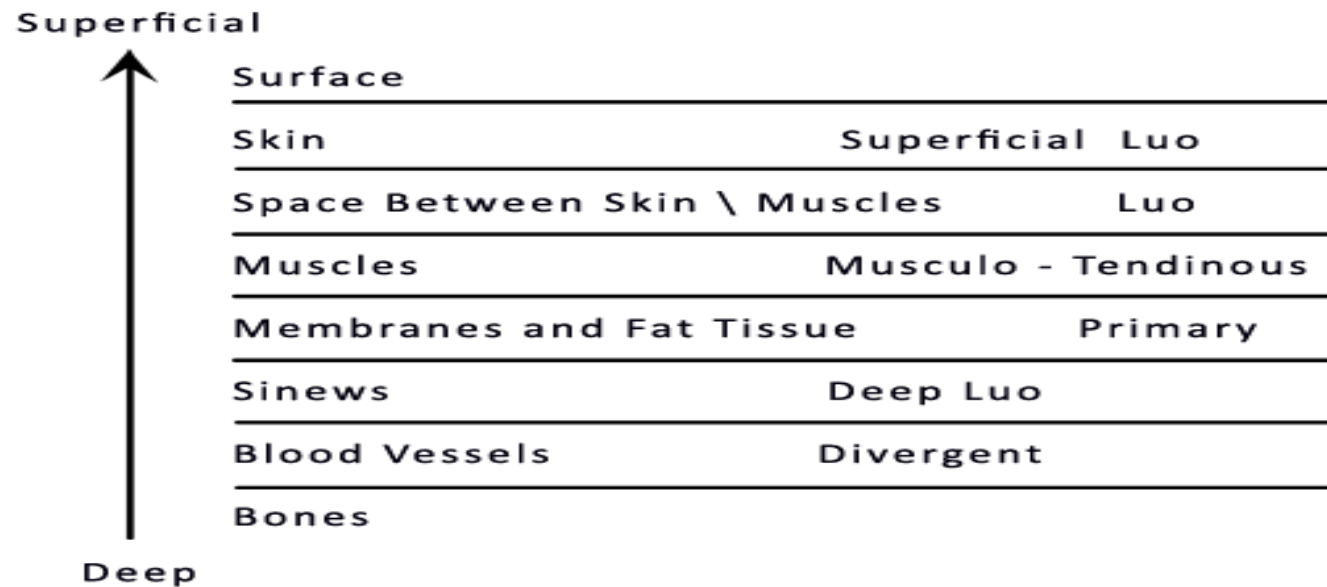 Superficial
Surface
Skin Superficial Luo
Space Between Skin \ Muscles Luo
Muscles Musculo - Tendinous
Membranes and Fat Tissue Primary
Sinews Deep Luo
Blood Vessels Divergent
Bones
Deep